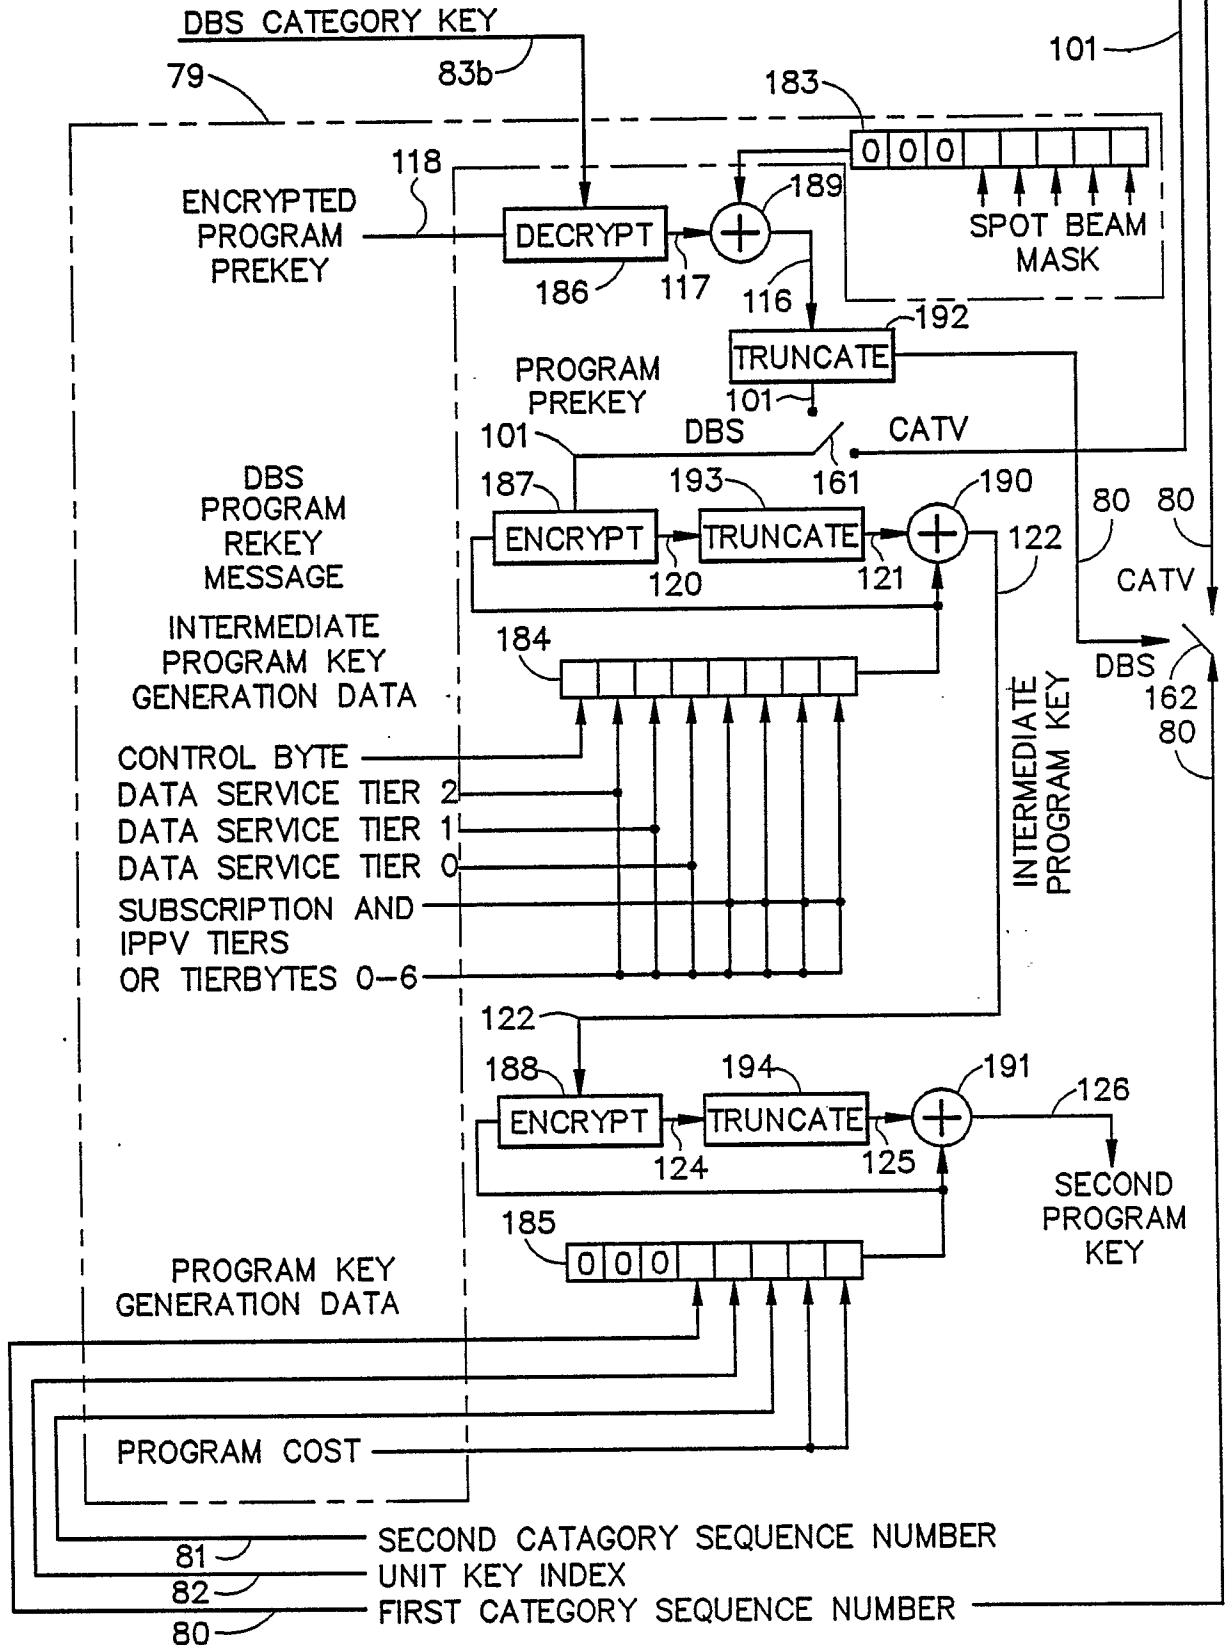 DBS CATEGORY KEY
83b
101
79
183
0 0 0
118
189
ENCRYPTED
PROGRAM
PREKEY
DECRYPT
SPOT BEAM
MASK
186
117
116
192
TRUNCATE
PROGRAM
PREKEY
101
101
DBS
CATV
161
DBS
PROGRAM
REKEY
MESSAGE
187
193
190
80
80
122
ENCRYPT
TRUNCATE
120
121
CATV
INTERMEDIATE
PROGRAM KEY
GENERATION DATA
184
DBS
162
80
INTERMEDIATE
PROGRAM KEY
CONTROL BYTE
DATA SERVICE TIER 2
DATA SERVICE TIER 1
DATA SERVICE TIER 0
SUBSCRIPTION AND
IPPV TIERS
OR TIERBYTES 0-6
122
188
194
191
126
ENCRYPT
TRUNCATE
124
125
SECOND
PROGRAM
KEY
185
0 0 0
PROGRAM KEY
GENERATION DATA
PROGRAM COST
SECOND CATAGORY SEQUENCE NUMBER
81
UNIT KEY INDEX
82
FIRST CATEGORY SEQUENCE NUMBER
80